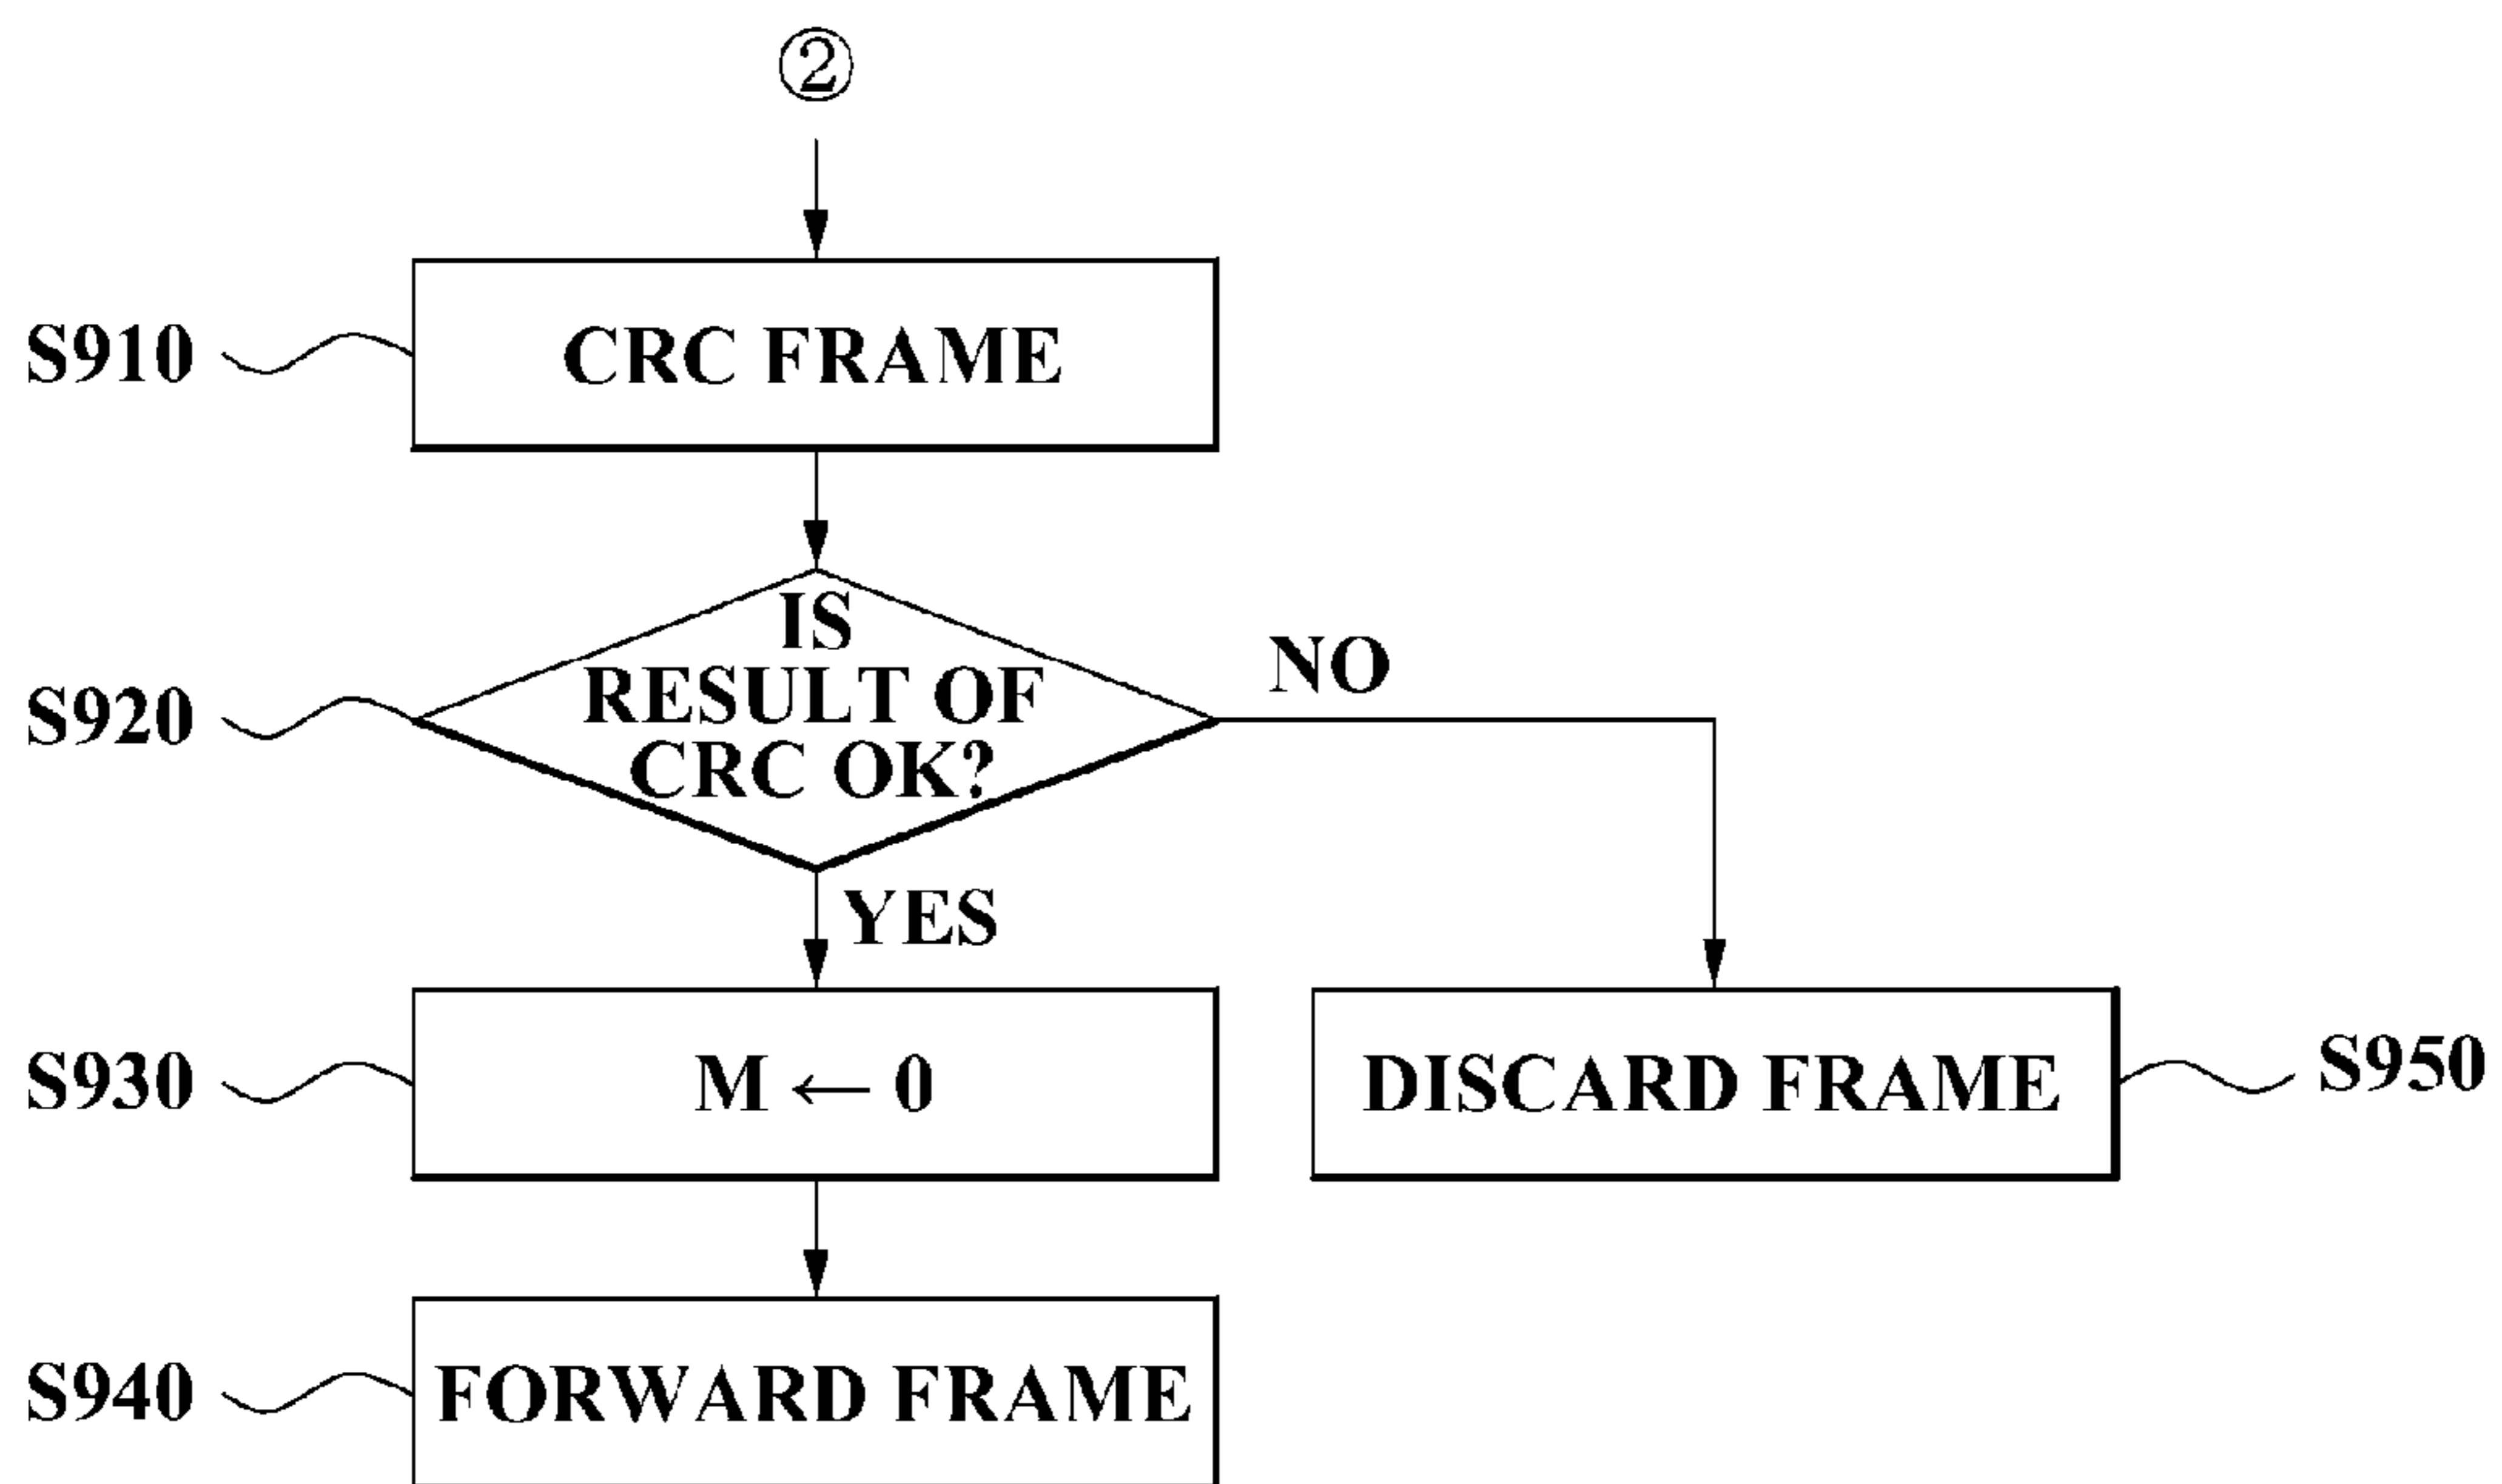 ②
S910
CRC FRAME
IS
RESULT OF
CRC OK?
S920
NO
YES
S930
M ← 0
DISCARD FRAME
S950
S940
FORWARD FRAME